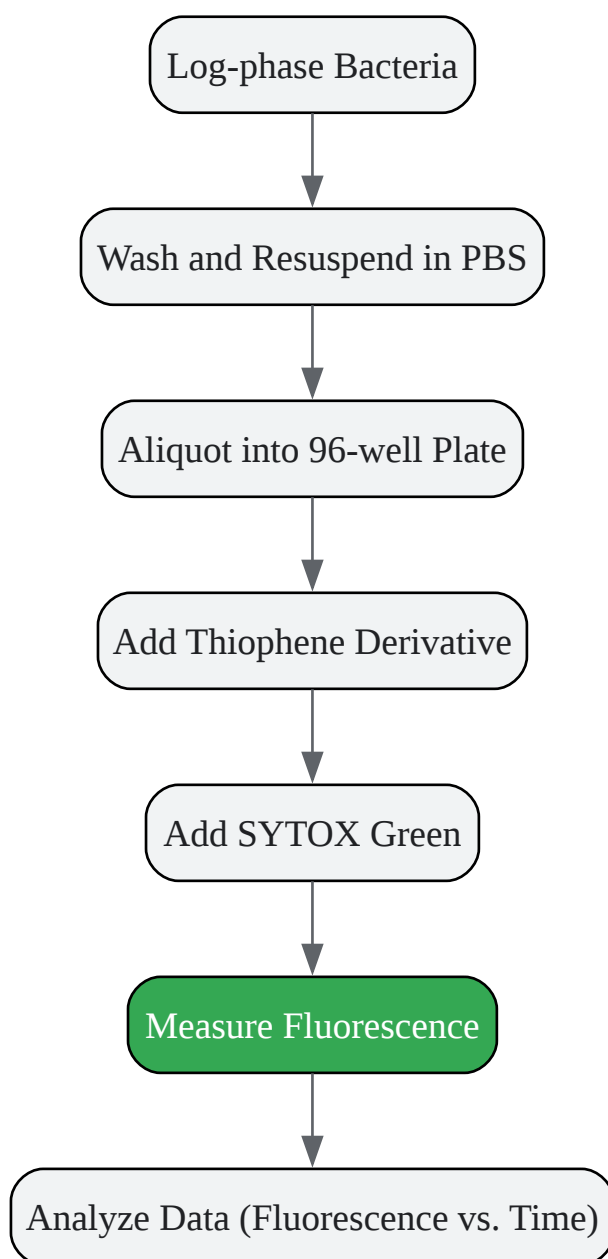 Log-phase Bacteria
Wash and Resuspend in PBS
Aliquot into 96-well Plate
Add Thiophene Derivative
Add SYTOX Green
Measure Fluorescence
Analyze Data (Fluorescence vs. Time)